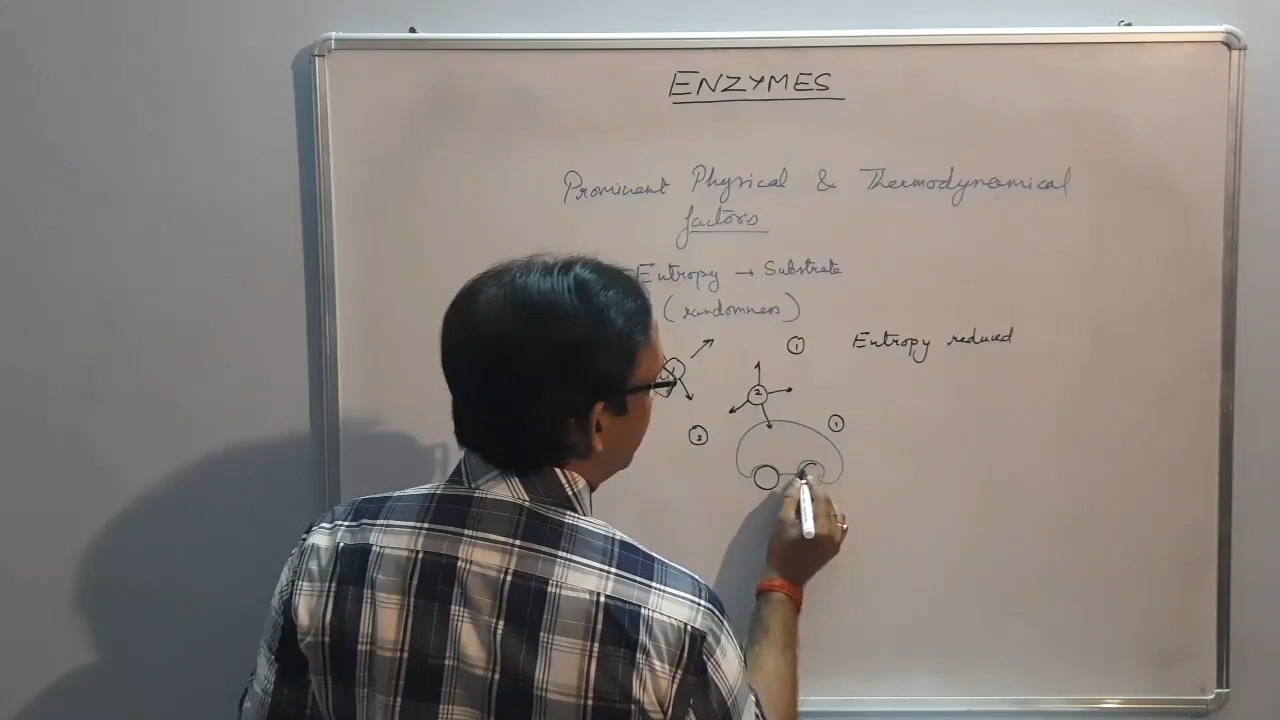 ENZYMES
Prominent Physical & Thermodynamical
factors
Entropy → Substrate
(randomness)
1
Entropy reduced
2
1
2